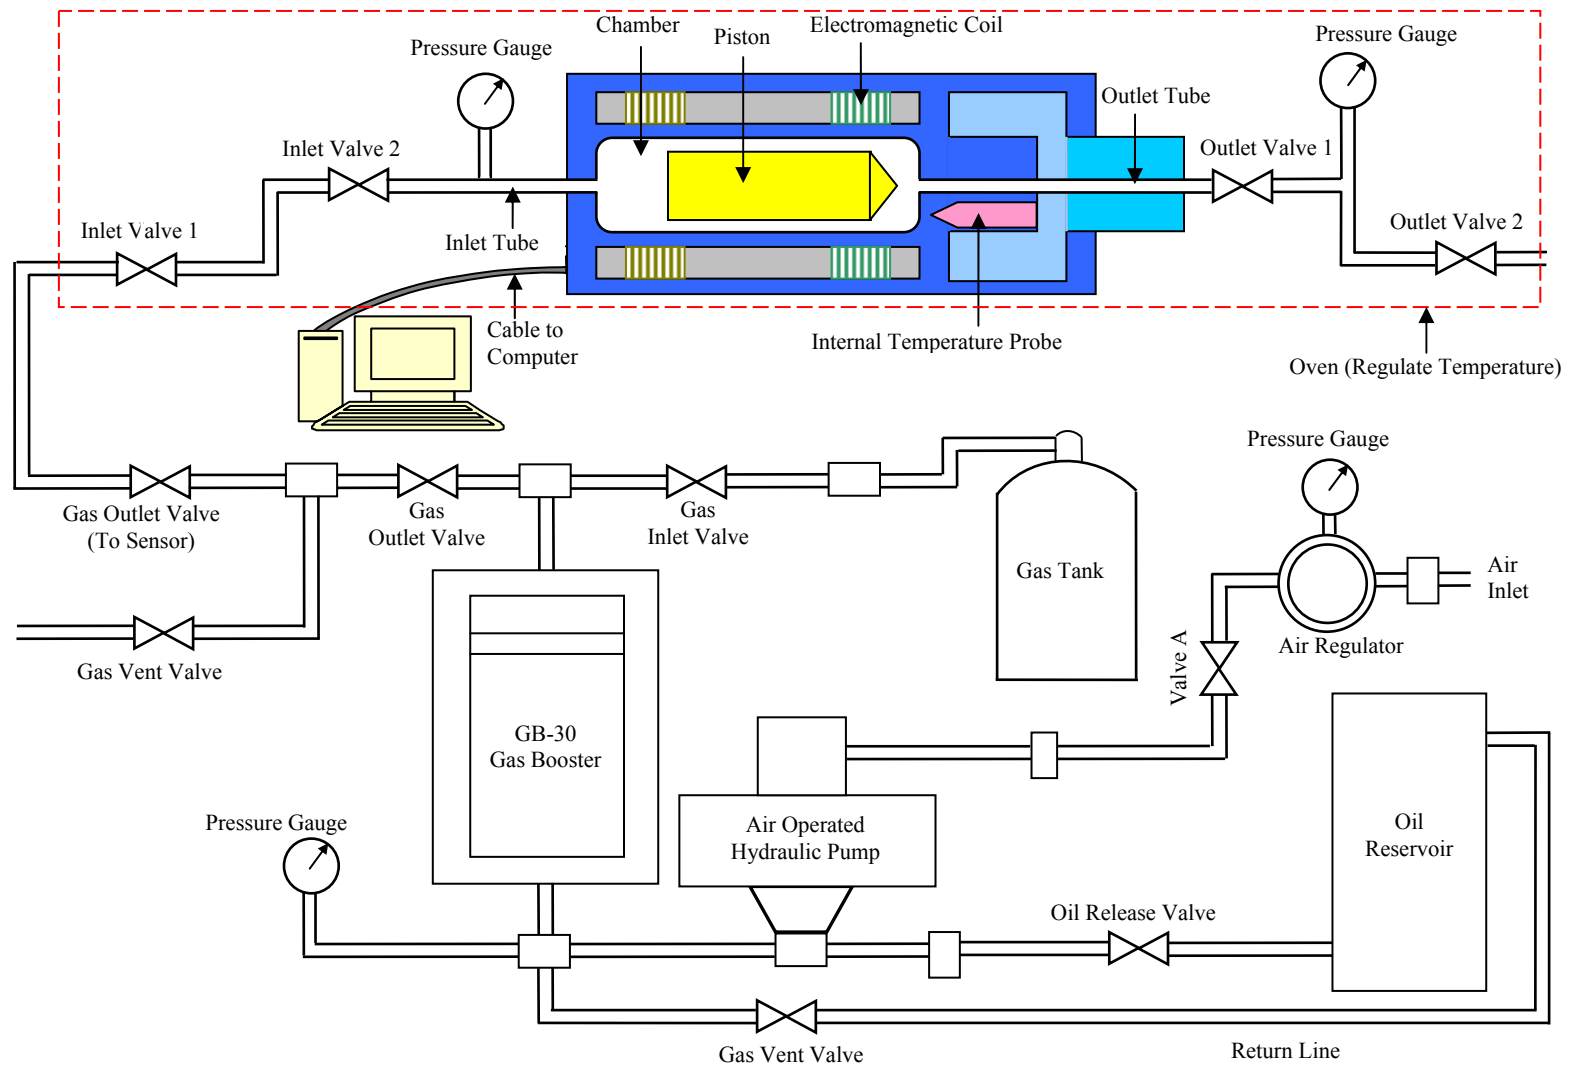 Chamber
Piston
Electromagnetic Coil
Pressure Gauge
Pressure Gauge
Outlet Tube
Inlet Valve 2
Outlet Valve 1
Inlet Valve 1
Inlet Tube
Outlet Valve 2
Cable to
Computer
Internal Temperature Probe
Oven (Regulate Temperature)
Pressure Gauge
Gas Outlet Valve
(To Sensor)
Gas
Outlet Valve
Gas
Inlet Valve
Gas Tank
Air
Inlet
Air Regulator
Valve A
Gas Vent Valve
GB-30
Gas Booster
Pressure Gauge
Air Operated
Hydraulic Pump
Oil
Reservoir
Oil Release Valve
Gas Vent Valve
Return Line